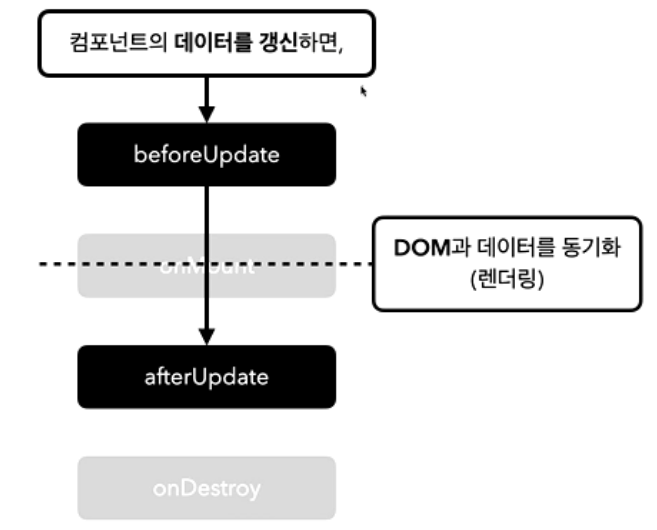 컴포넌트의 데이터를 갱신하면,
beforeUpdate
onMount
DOM과 데이터를 동기화
(렌더링)
afterUpdate
onDestroy